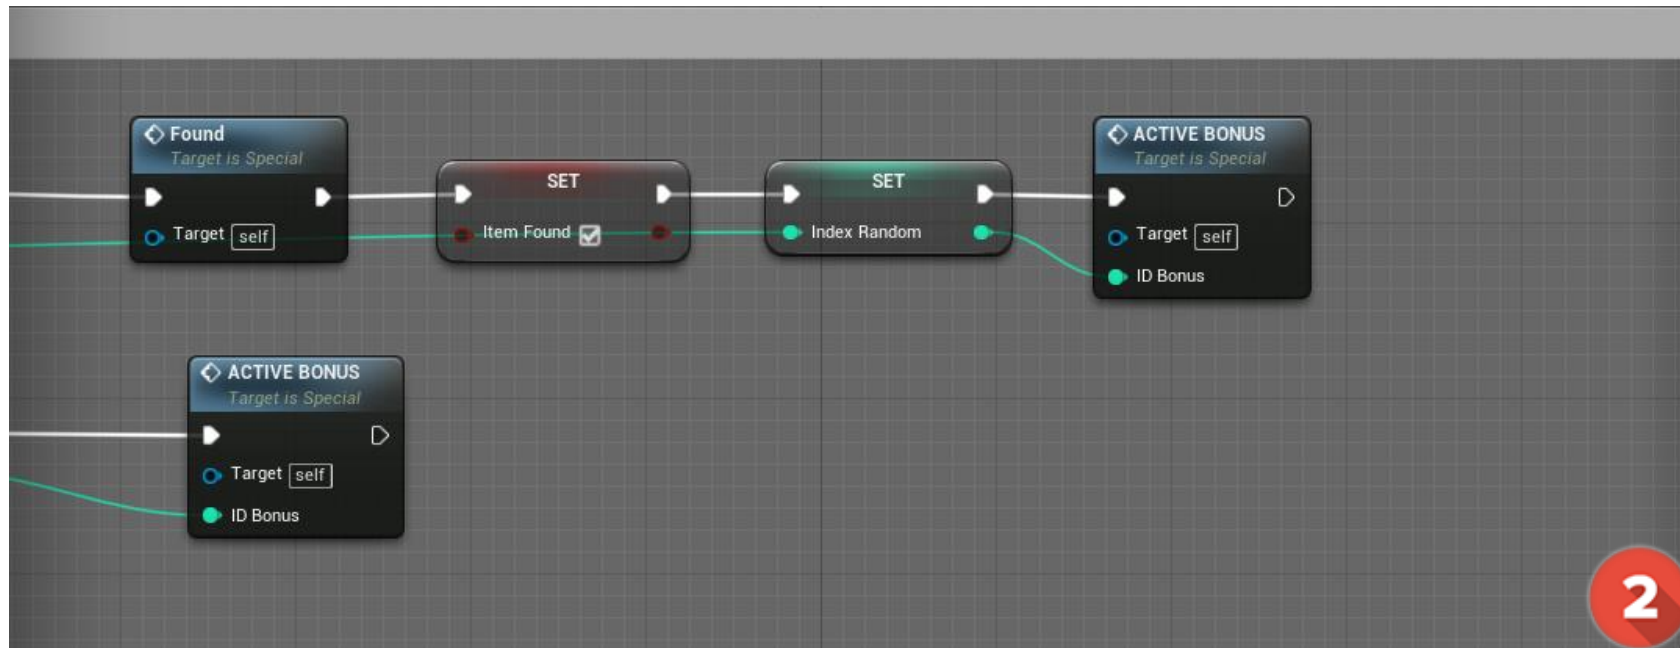 Found
Target is Special
Target self
SET
Item Found
SET
Index Random
ACTIVE BONUS
Target is Special
Target self
ID Bonus
ACTIVE BONUS
Target is Special
Target self
ID Bonus
2